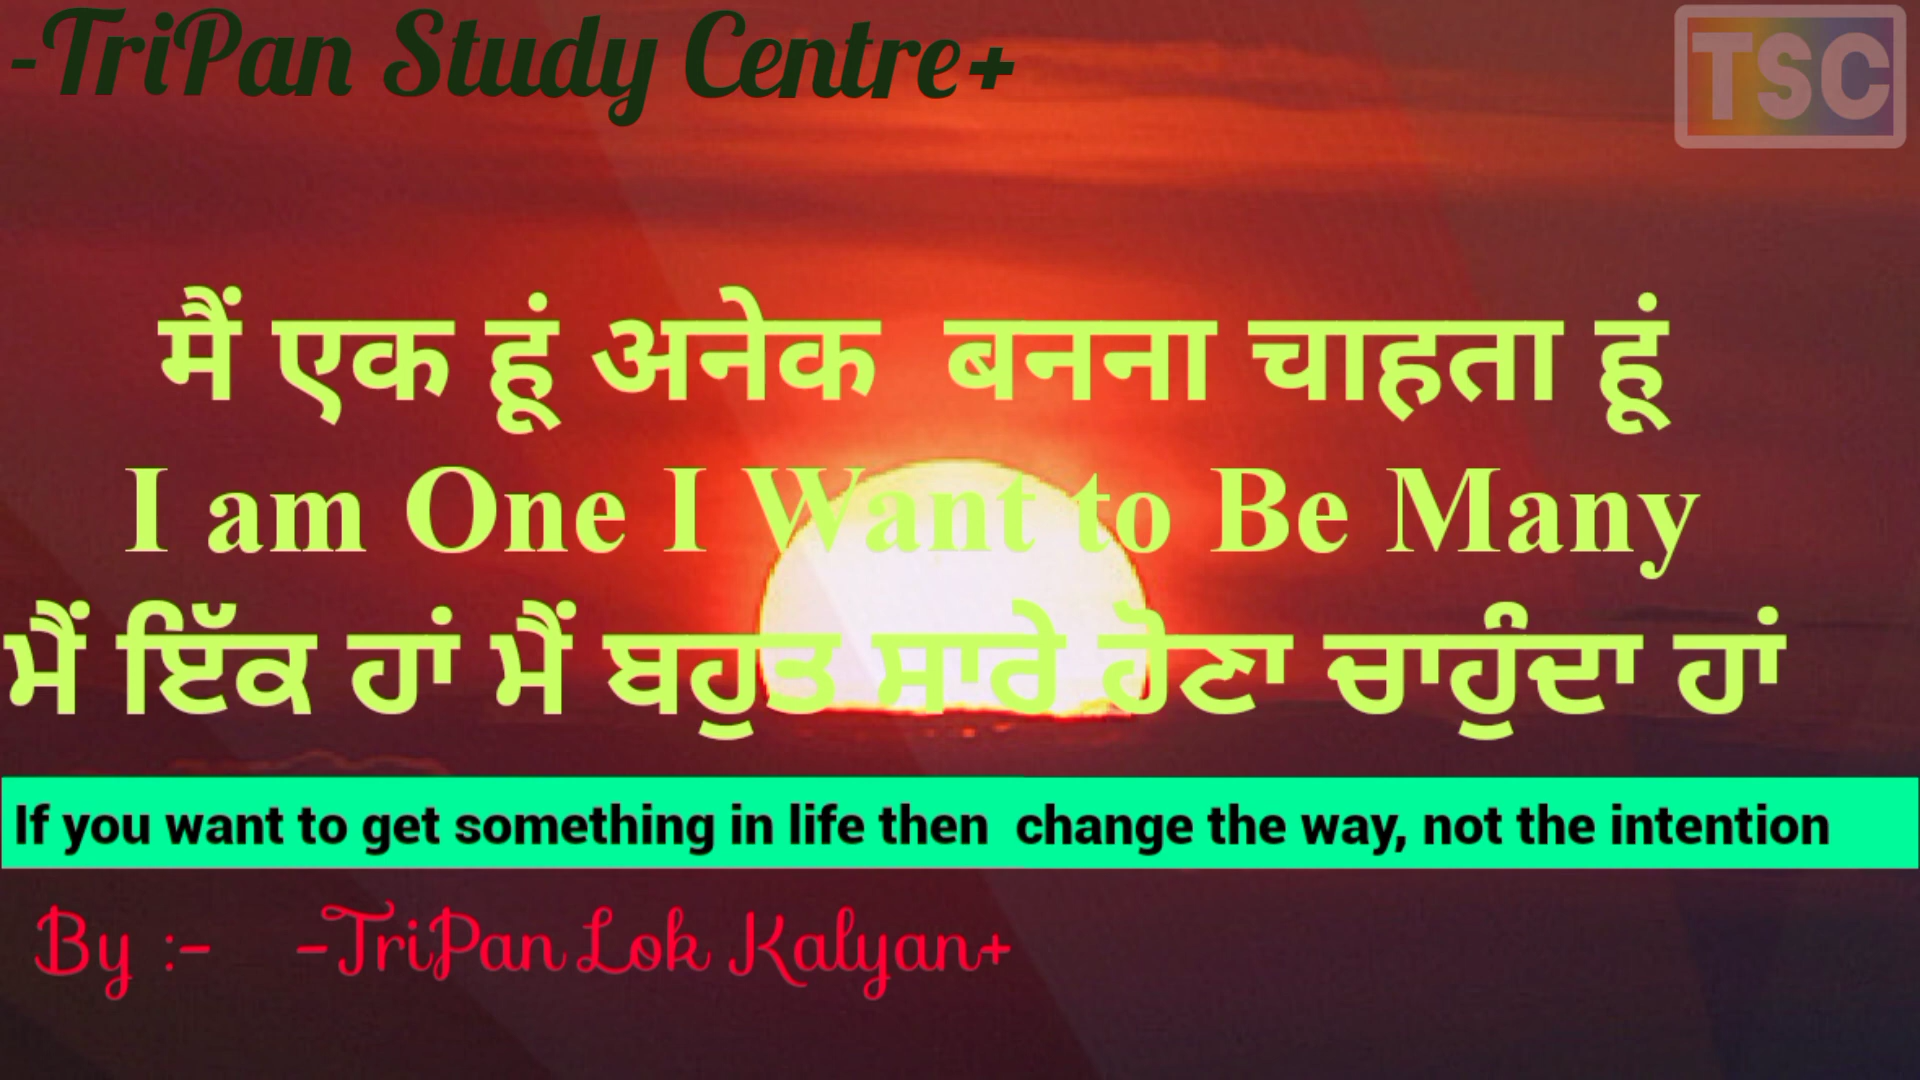 -TriPan Study Centre+
TSC
मैं एक हूं अनेक  बनना चाहता हूं
I am One I Want to Be Many
ਮੈਂ ਇੱਕ ਹਾਂ ਮੈਂ ਬਹੁਤ ਸਾਰੇ ਹੋਣਾ ਚਾਹੁੰਦਾ ਹਾਂ
If you want to get something in life then  change the way, not the intention
By :-    -TriPan Lok Kalyan+